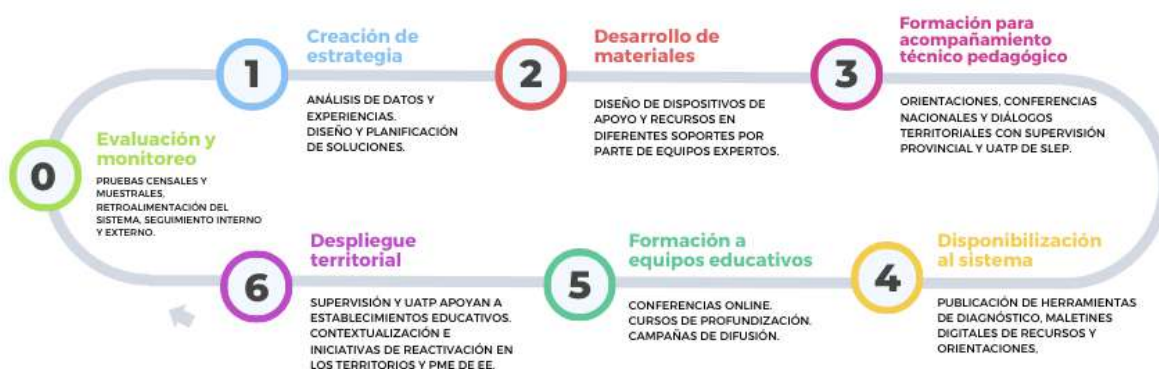 0
Evaluación y
monitoreo
PRUEBAS CENSALES Y
MUESTRALES,
RETROALIMENTACIÓN DEL
SISTEMA, SEGUIMIENTO INTERNO
Y EXTERNO.
1
Creación de
estrategia
ANÁLISIS DE DATOS Y
EXPERIENCIAS.
DISEÑO Y PLANIFICACIÓN
DE SOLUCIONES.
2
Desarrollo de
materiales
DISEÑO DE DISPOSITIVOS DE
APOYO Y RECURSOS EN
DIFERENTES SOPORTES POR
PARTE DE EQUIPOS EXPERTOS.
3
Formación para
acompañamiento
técnico pedagógico
ORIENTACIONES, CONFERENCIAS
NACIONALES Y DIÁLOGOS
TERRITORIALES CON SUPERVISIÓN
PROVINCIAL Y UATP DE SLEP.
4
Disponibilización
al sistema
PUBLICACIÓN DE HERRAMIENTAS
DE DIAGNÓSTICO, MALETINES
DIGITALES DE RECURSOS Y
ORIENTACIONES,
5
Formación a
equipos educativos
CONFERENCIAS ONLINE.
CURSOS DE PROFUNDIZACIÓN.
CAMPAÑAS DE DIFUSIÓN.
6
Despliegue
territorial
SUPERVISIÓN Y UATP APOYAN A
ESTABLECIMIENTOS EDUCATIVOS.
CONTEXTUALIZACIÓN E
INICIATIVAS DE REACTIVACIÓN EN
LOS TERRITORIOS Y PME DE EE.